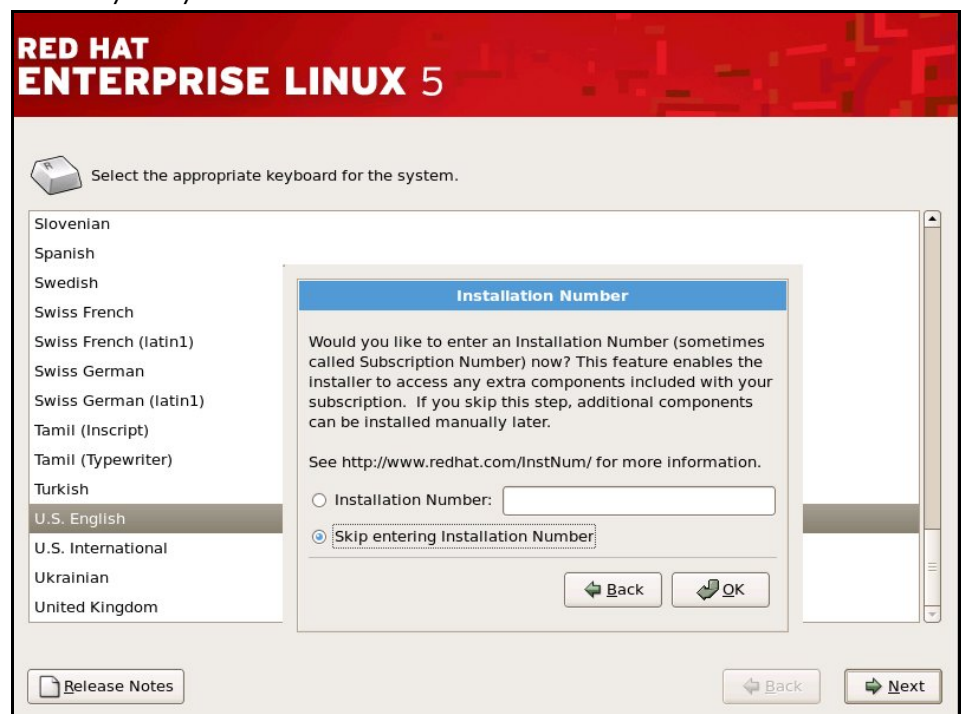 RED HAT
ENTERPRISE LINUX 5
Select the appropriate keyboard for the system.
Slovenian
Spanish
Swedish
Swiss French
Swiss French (latin1)
Swiss German
Swiss German (latin1)
Tamil (Inscript)
Tamil (Typewriter)
Turkish
U.S. English
U.S. International
Ukrainian
United Kingdom
Installation Number
Would you like to enter an Installation Number (sometimes
called Subscription Number) now? This feature enables the
installer to access any extra components included with your
subscription. If you skip this step, additional components
can be installed manually later.
See http://www.redhat.com/InstNum/ for more information.
Installation Number:
Skip entering Installation Number
Back
OK
Release Notes
Back
Next